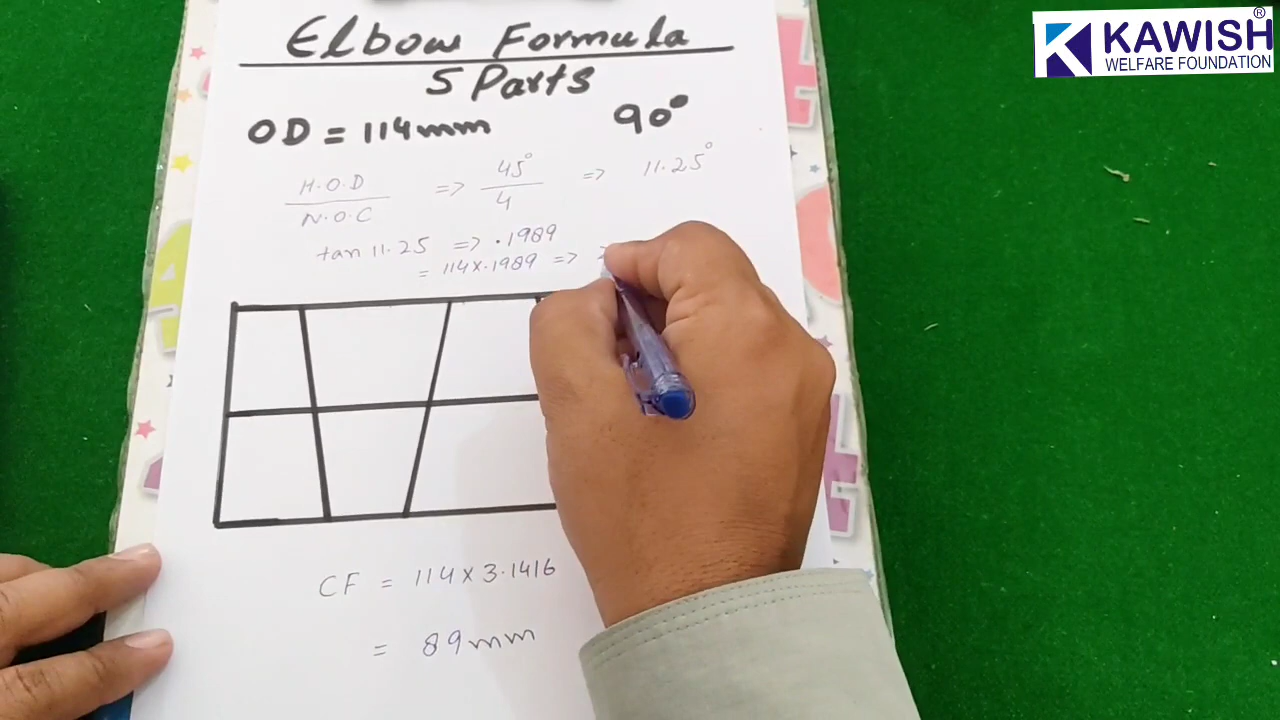 Elbow Formula
5 Parts
OD = 114mm 90°
H.O.D / N.O.C => 45° / 4 => 11.25°
tan 11.25 => .1989
= 114x.1989 =>
CF = 114 x 3.1416
= 89mm
KAWISH ®
WELFARE FOUNDATION